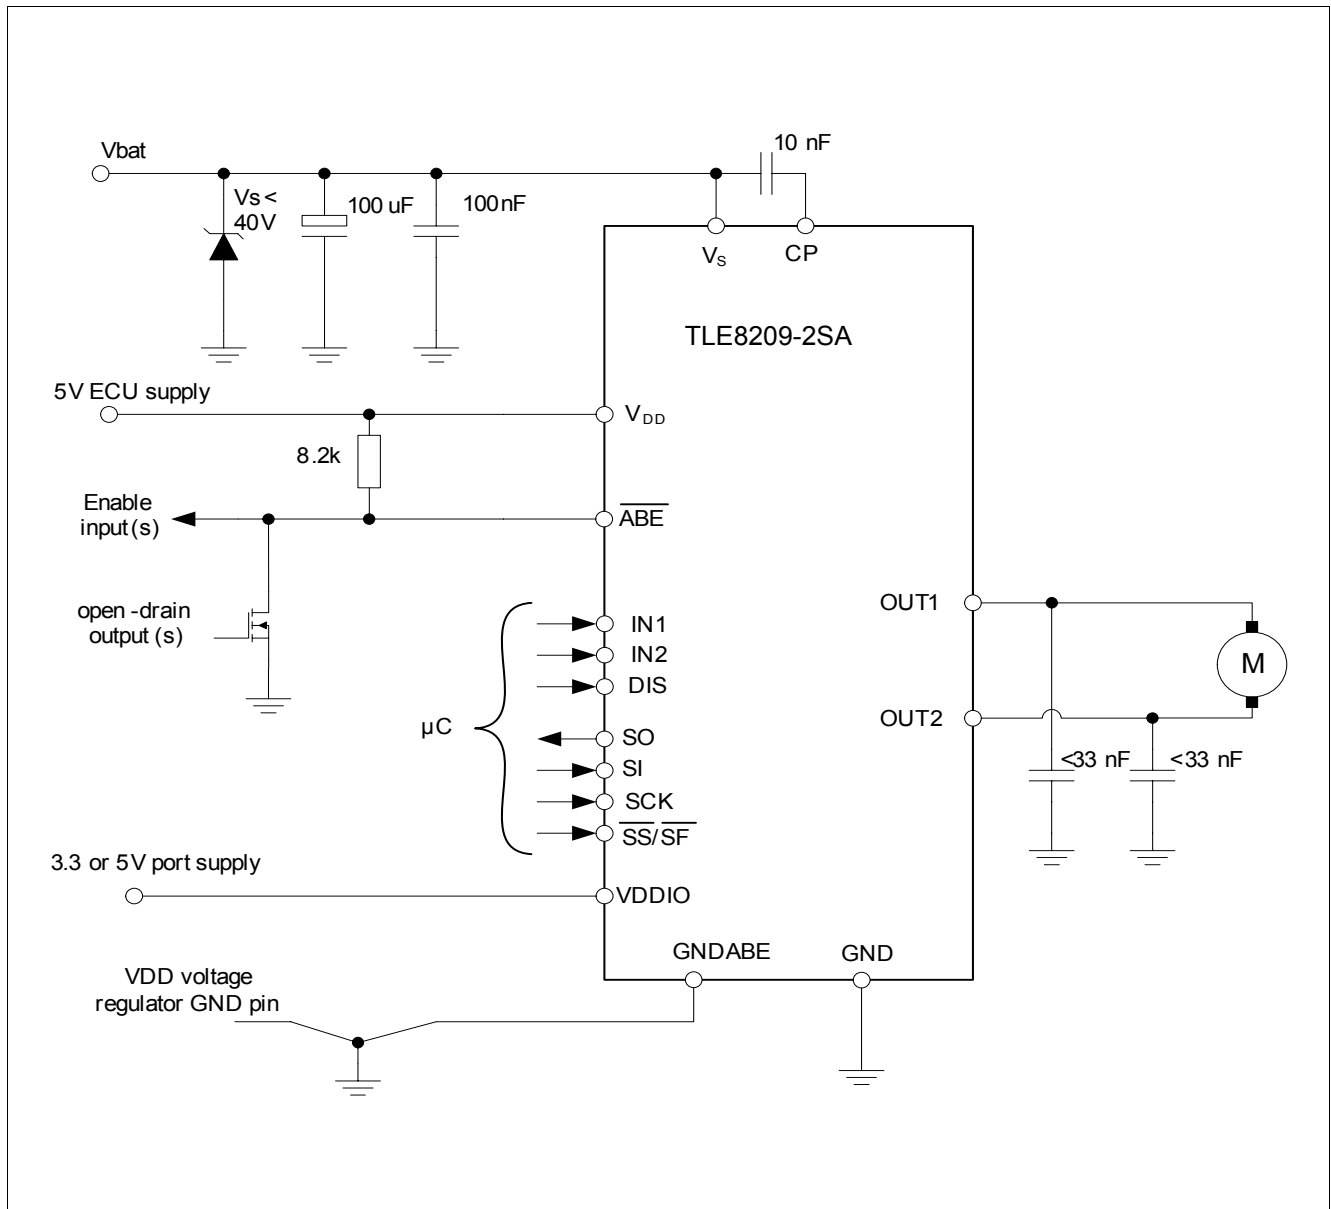 10 nF
Vbat
Vs <
40V
100 uF
100nF
VS
CP
TLE8209-2SA
5V ECU supply
VDD
8.2k
Enable
input(s)
ABE
open-drain
output(s)
IN1
IN2
DIS
µC
SO
SI
SCK
SS/SF
OUT1
M
OUT2
<33 nF
<33 nF
3.3 or 5V port supply
VDDIO
GNDABE
GND
VDD voltage
regulator GND pin